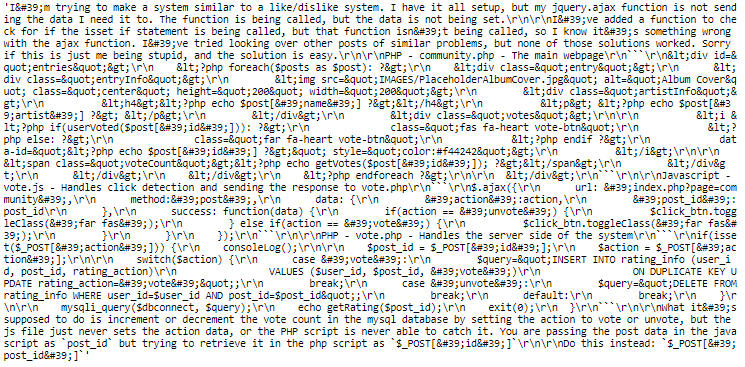 'I&#39;m trying to make a system similar to a like/dislike system. I have it all setup, but my jquery.ajax function is not sen
ding the data I need it to. The function is being called, but the data is not being set.\r\n\r\nI&#39;ve added a function to che
ck for if the isset if statement is being called, but that function isn&#39;t being called, so I know it&#39;s something wrong
with the ajax function. I&#39;ve tried looking over other posts of similar problems, but none of those solutions worked. Sorry
if this is just me being stupid, and the solution is easy.\r\n\r\nPHP - community.php - The main webpage\r\n```\r\n&lt;div id=&
quot;entries&quot;&gt;\r\n    &lt;?php foreach($posts as $post): ?&gt;\r\n    &lt;div class=&quot;entry&quot;&gt;\r\n        &lt;
div class=&quot;entryInfo&quot;&gt;\r\n            &lt;img src=&quot;IMAGES/PlaceholderAlbumCover.jpg&quot; alt=&quot;Album Cover&q
uot; class=&quot;center&quot; height=&quot;200&quot; width=&quot;200&quot;&gt;\r\n            &lt;div class=&quot;artistInfo&quot;&
gt;\r\n                &lt;h4&gt;&lt;?php echo $post[&#39;name&#39;] ?&gt;&lt;/h4&gt;\r\n                &lt;p&gt; &lt;?php echo $post[&#3
9;artist&#39;] ?&gt; &lt;/p&gt;\r\n            &lt;/div&gt;\r\n            &lt;div class=&quot;votes&quot;&gt;\r\n                &lt;i &
lt;?php if(userVoted($post[&#39;id&#39;])): ?&gt;\r\n                    class=&quot;fas fa-heart vote-btn&quot;\r\n                &lt;?
php else: ?&gt;\r\n                    class=&quot;far fa-heart vote-btn&quot;\r\n                &lt;?php endif ?&gt;\r\n                dat
a-id=&quot;&lt;?php echo $post[&#39;id&#39;] ?&gt;&quot; style=&quot;color:#f44242&quot;&gt;\r\n                &lt;/i&gt;\r\n\r\n        &
lt;span class=&quot;voteCount&quot;&gt;&lt;?php echo getVotes($post[&#39;id&#39;]); ?&gt;&lt;/span&gt;\r\n            &lt;/div&g
t;\r\n        &lt;/div&gt;\r\n    &lt;/div&gt;\r\n    &lt;?php endforeach ?&gt;\r\n\r\n    &lt;/div&gt;\r\n```\r\n\r\nJavascript -
vote.js - Handles click detection and sending the response to vote.php\r\n```\r\n$.ajax({\r\n        url: &#39;index.php?page=com
munity&#39;,\r\n        method:&#39;post&#39;,\r\n        data: {\r\n            &#39;action&#39;:action,\r\n            &#39;post_id&#39;:
post_id\r\n        },\r\n        success: function(data) {\r\n            if(action == &#39;unvote&#39;) {\r\n                $click_btn.togg
leClass(&#39;far fas&#39;);\r\n            } else if(action == &#39;vote&#39;) {\r\n                $click_btn.toggleClass(&#39;far fas&#3
9;);\r\n            }\r\n        }\r\n    });\r\n```\r\n\r\nPHP - vote.php - Handles the server side of the system\r\n```\r\nif(isse
t($_POST[&#39;action&#39;])) {\r\n        consoleLog();\r\n\r\n        $post_id = $_POST[&#39;id&#39;];\r\n        $action = $_POST[&#39;ac
tion&#39;];\r\n\r\n        switch($action) {\r\n            case &#39;vote&#39;:\r\n                $query=&quot;INSERT INTO rating_info (user_i
d, post_id, rating_action)\r\n                        VALUES ($user_id, $post_id, &#39;vote&#39;)\r\n                        ON DUPLICATE KEY U
PDATE rating_action=&#39;vote&#39;&quot;;\r\n                break;\r\n            case &#39;unvote&#39;:\r\n                $query=&quot;DELETE FROM
rating_info WHERE user_id=$user_id AND post_id=$post_id&quot;;\r\n                break;\r\n            default:\r\n                break;\r\n        }\r
\n\r\n        mysqli_query($dbconnect, $query);\r\n        echo getRating($post_id);\r\n        exit(0);\r\n    }\r\n```\r\n\r\nWhat it&#39;s
supposed to do is increment or decrement the vote count in the mysql database by setting the action to vote or unvote, but the
js file just never sets the action data, or the PHP script is never able to catch it. You are passing the post data in the java
script as `post_id` but trying to retrieve it in the php script as `$_POST[&#39;id&#39;]`\r\n\r\nDo this instead: `$_POST[&#39;
post_id&#39;]`'